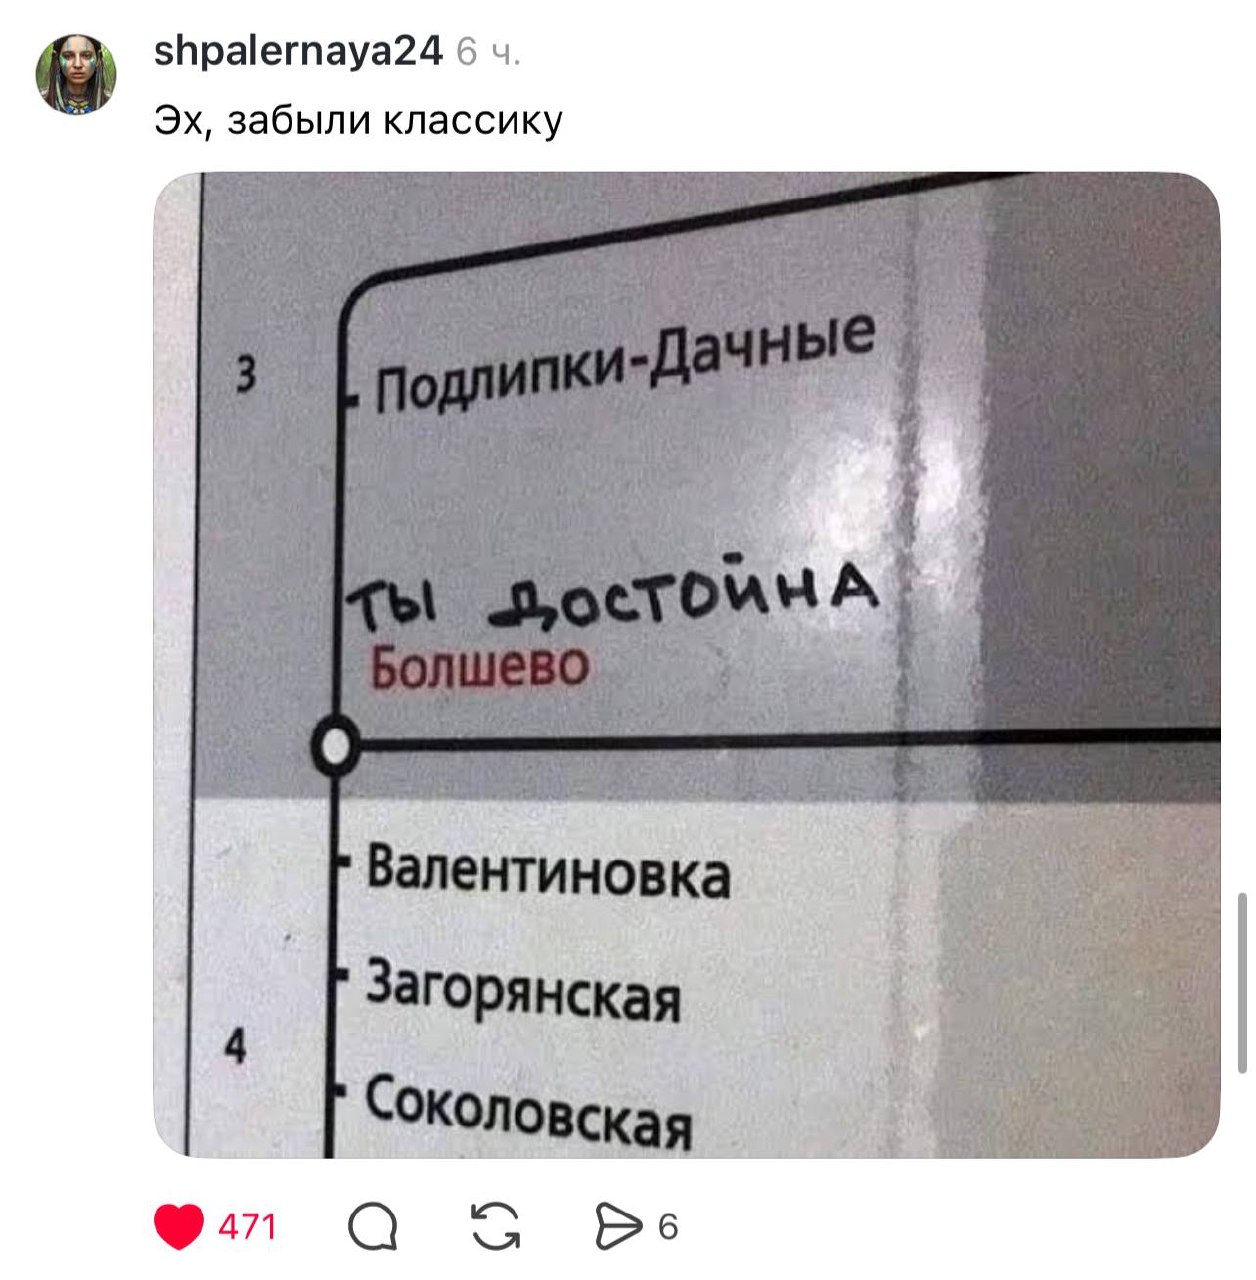 shpalernaya24 6 ч.
Эх, забыли классику
3
Подлипки-Дачные
ты достойна
Болшево
Валентиновка
Загорянская
4
Соколовская
471
6